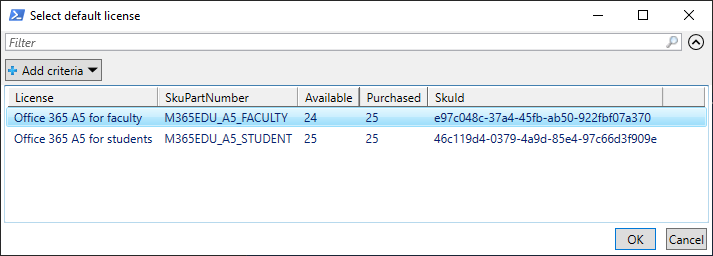 Select default license
Filter
Add criteria
License SkuPartNumber Available Purchased SkuId
Office 365 A5 for faculty M365EDU_A5_FACULTY 24 25 e97c048c-37a4-45fb-ab50-922fbf07a370
Office 365 A5 for students M365EDU_A5_STUDENT 25 25 46c119d4-0379-4a9d-85e4-97c66d3f909e
OK Cancel